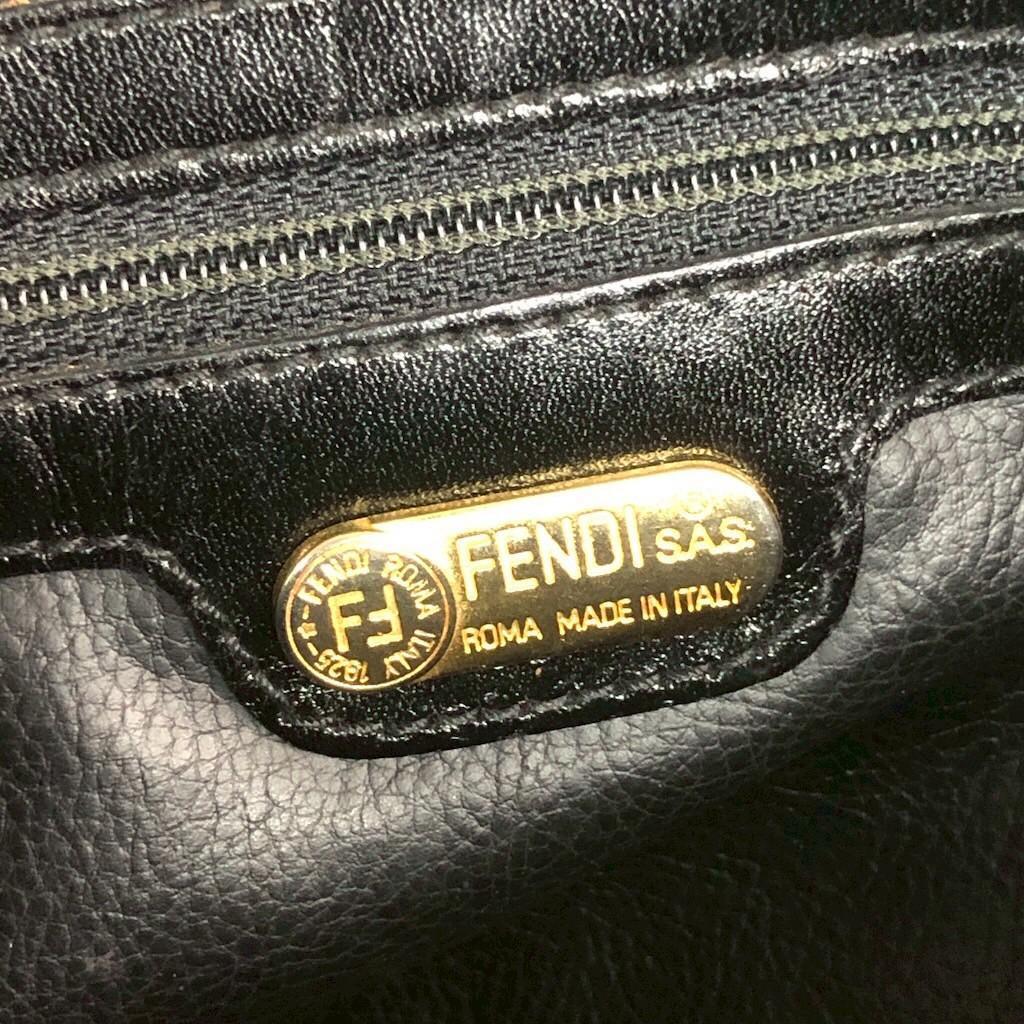 FENDI ® S.A.S.
ROMA MADE IN ITALY
FENDI ROMA ITALY 1925
FF